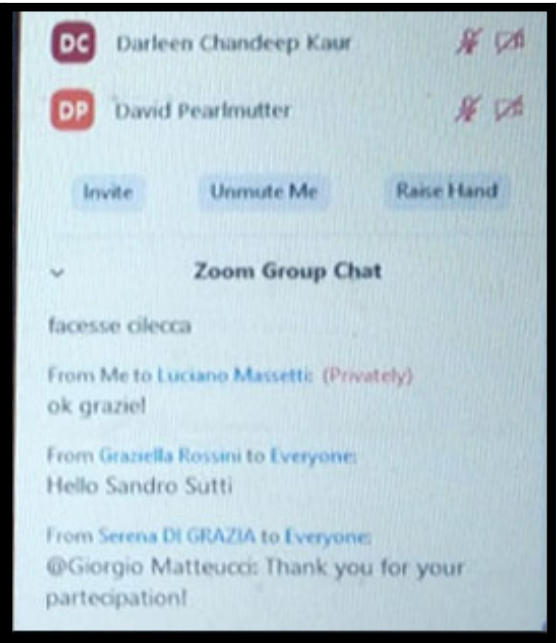 DC Darleen Chandeep Kaur
DP David Pearlmutter
Invite Unmute Me Raise Hand
Zoom Group Chat
facesse cilecca
From Me to Luciano Massetti: (Privately)
ok grazie!
From Graziella Rossini to Everyone:
Hello Sandro Sutti
From Serena DI GRAZIA to Everyone:
@Giorgio Matteucci: Thank you for your
partecipation!